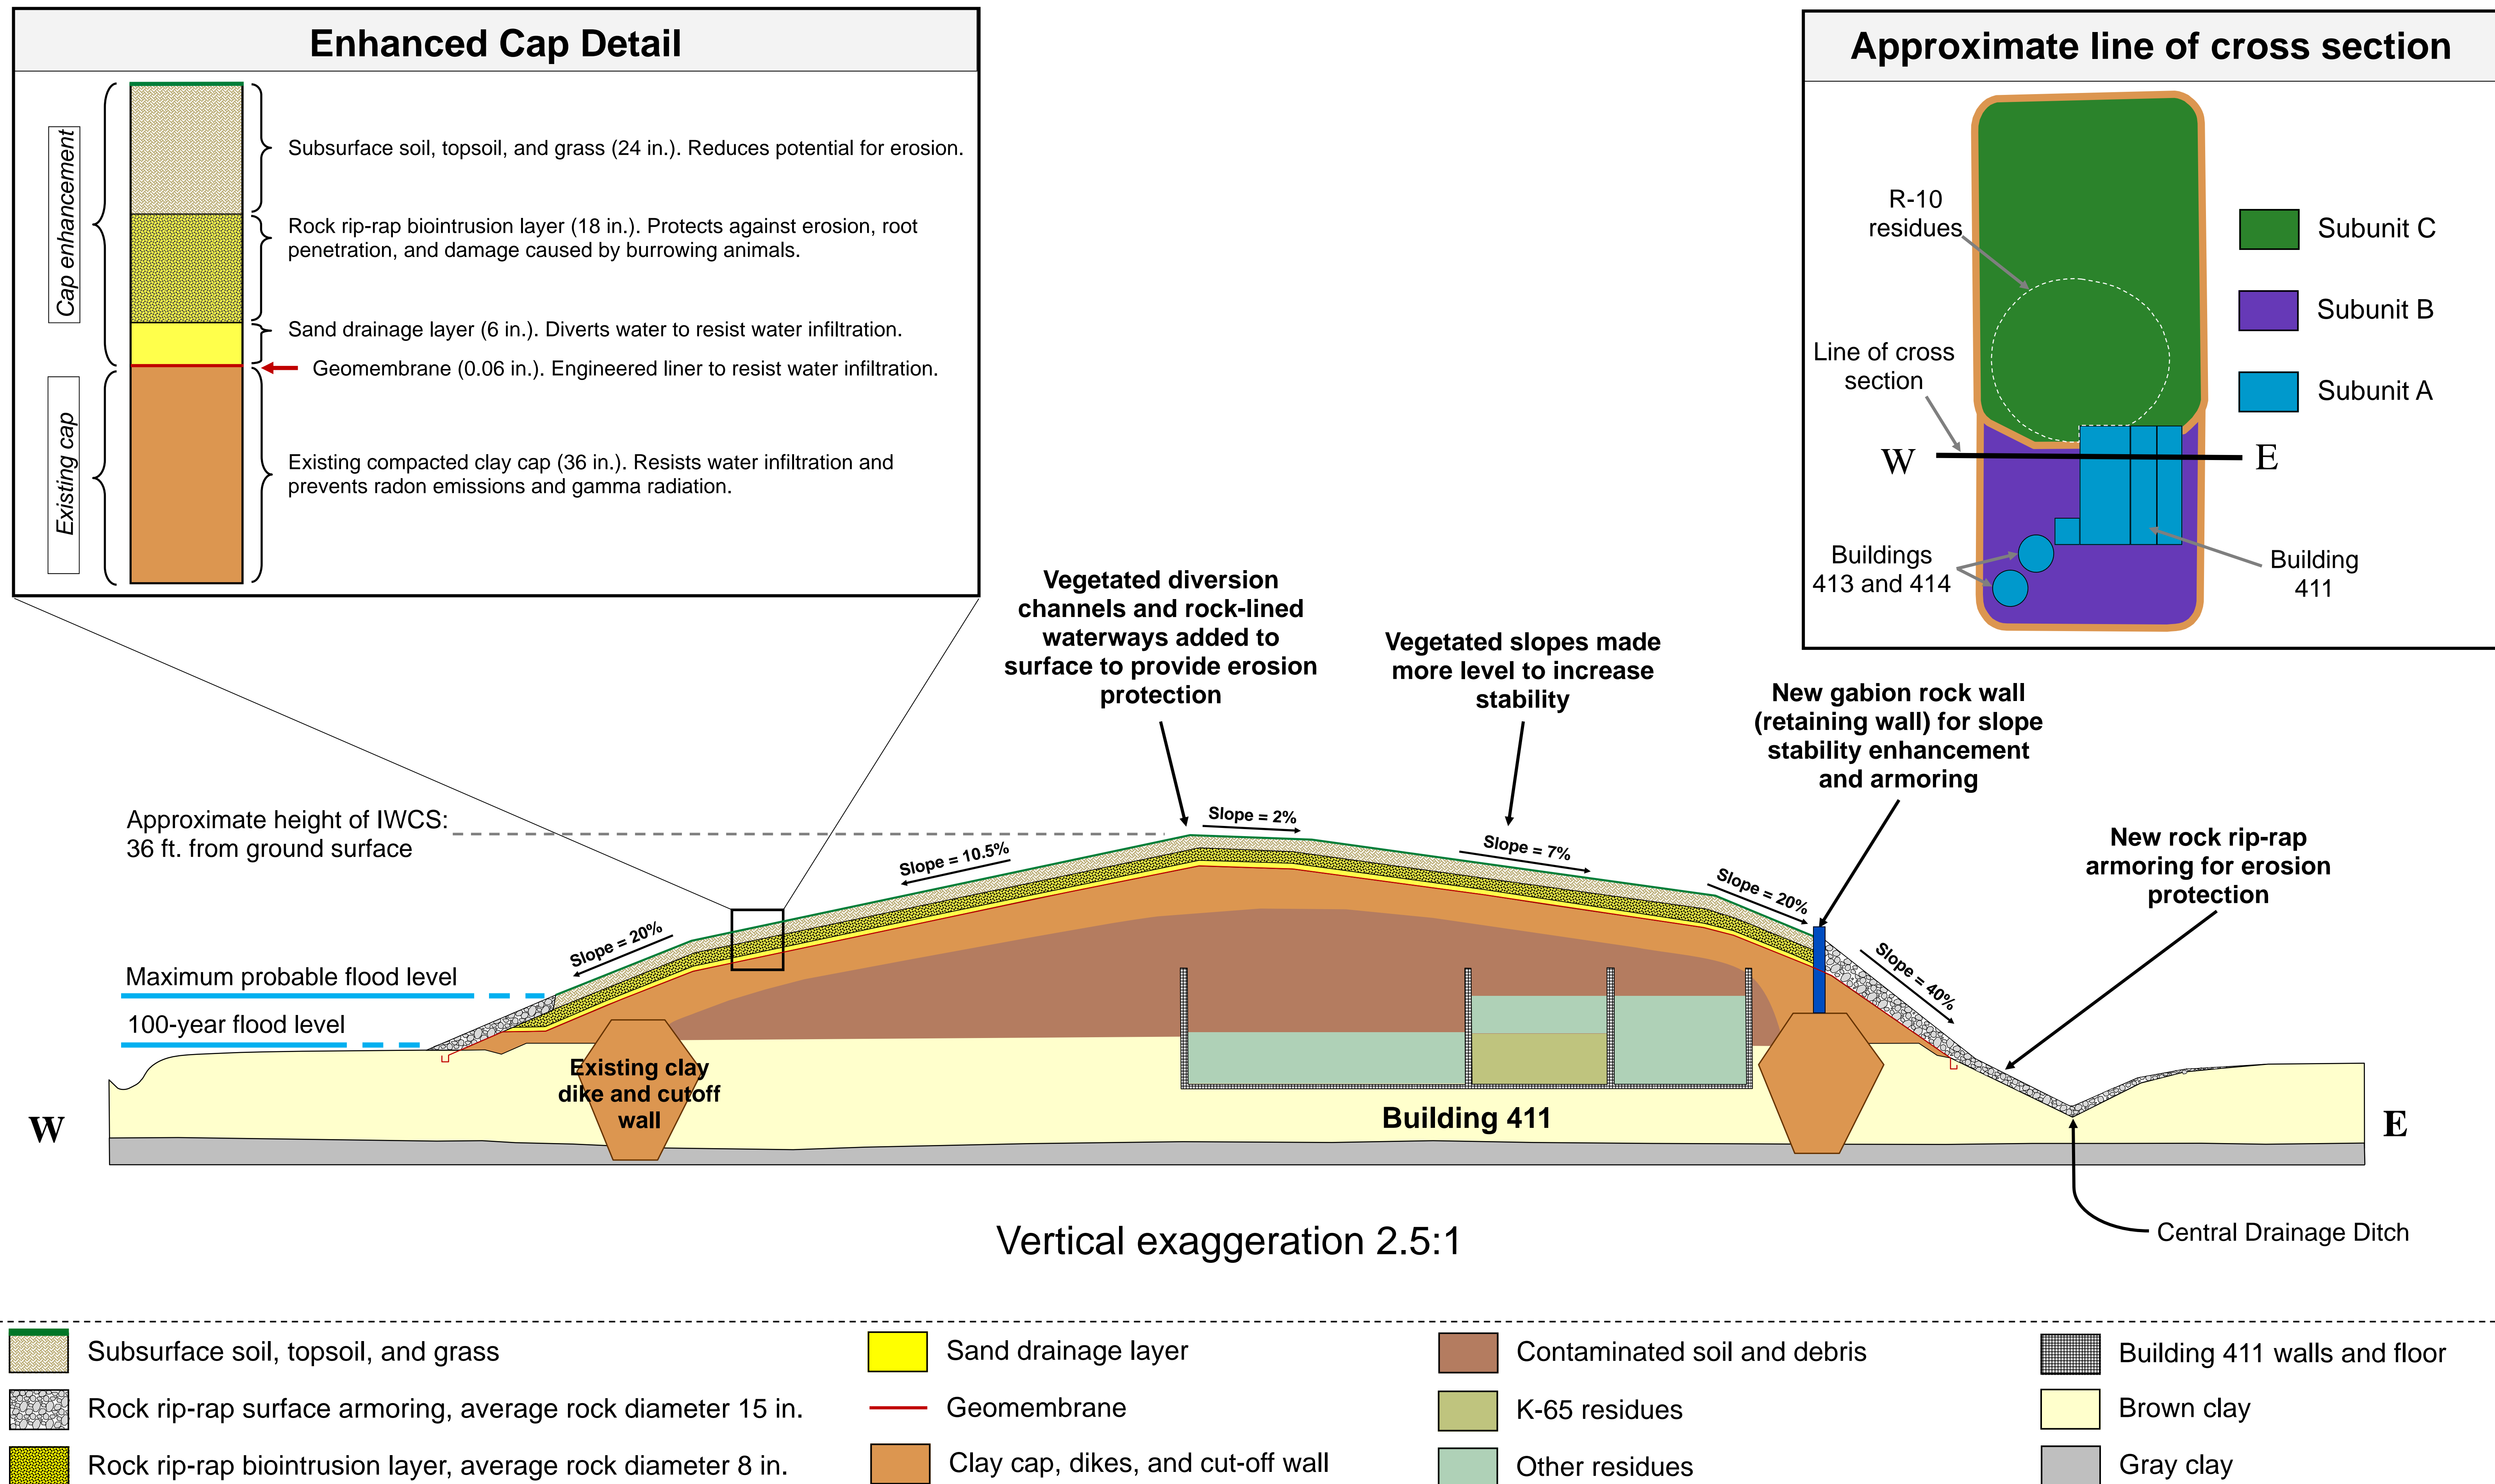 Enhanced Cap Detail
Cap enhancement
Existing cap
Subsurface soil, topsoil, and grass (24 in.). Reduces potential for erosion.
Rock rip-rap biointrusion layer (18 in.). Protects against erosion, root
penetration, and damage caused by burrowing animals.
Sand drainage layer (6 in.). Diverts water to resist water infiltration.
Geomembrane (0.06 in.). Engineered liner to resist water infiltration.
Existing compacted clay cap (36 in.). Resists water infiltration and
prevents radon emissions and gamma radiation.
Approximate line of cross section
R-10
residues
Line of cross
section
W
E
Buildings
413 and 414
Building
411
Subunit C
Subunit B
Subunit A
Vegetated diversion
channels and rock-lined
waterways added to
surface to provide erosion
protection
Vegetated slopes made
more level to increase
stability
New gabion rock wall
(retaining wall) for slope
stability enhancement
and armoring
New rock rip-rap
armoring for erosion
protection
Approximate height of IWCS:
36 ft. from ground surface
Maximum probable flood level
100-year flood level
Slope = 20%
Slope = 10.5%
Slope = 2%
Slope = 7%
Slope = 20%
Slope = 40%
Existing clay
dike and cutoff
wall
Building 411
W
E
Central Drainage Ditch
Vertical exaggeration 2.5:1
Subsurface soil, topsoil, and grass
Rock rip-rap surface armoring, average rock diameter 15 in.
Rock rip-rap biointrusion layer, average rock diameter 8 in.
Sand drainage layer
Geomembrane
Clay cap, dikes, and cut-off wall
Contaminated soil and debris
K-65 residues
Other residues
Building 411 walls and floor
Brown clay
Gray clay